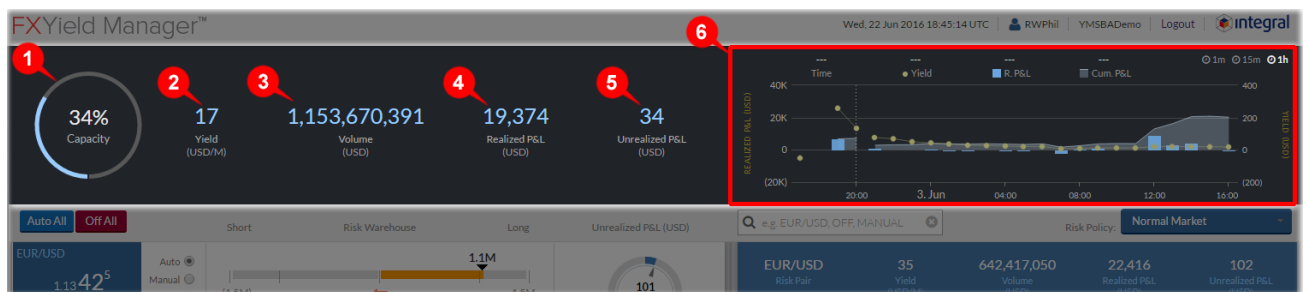 FXYield Manager™
Wed, 22 Jun 2016 18:45:14 UTC | RWPhil | YMSBADemo | Logout | integral
1
2
3
4
5
6
34%
Capacity
17
Yield
(USD/M)
1,153,670,391
Volume
(USD)
19,374
Realized P&L
(USD)
34
Unrealized P&L
(USD)
--- --- --- ---
Time Yield R. P&L Cum. P&L
1m 15m 1h
REALIZED P&L (USD)
40K
20K
0
(20K)
400
200
0
(200)
YIELD (USD)
20:00 3. Jun 04:00 08:00 12:00 16:00
Auto All Off All
Short Risk Warehouse Long Unrealized P&L (USD)
e.g. EUR/USD, OFF, MANUAL
Risk Policy: Normal Market
EUR/USD
1.13425
Auto
Manual
1.1M
101
EUR/USD
Risk Pair
35
Yield
642,417,050
Volume
22,416
Realized P&L
102
Unrealized P&L